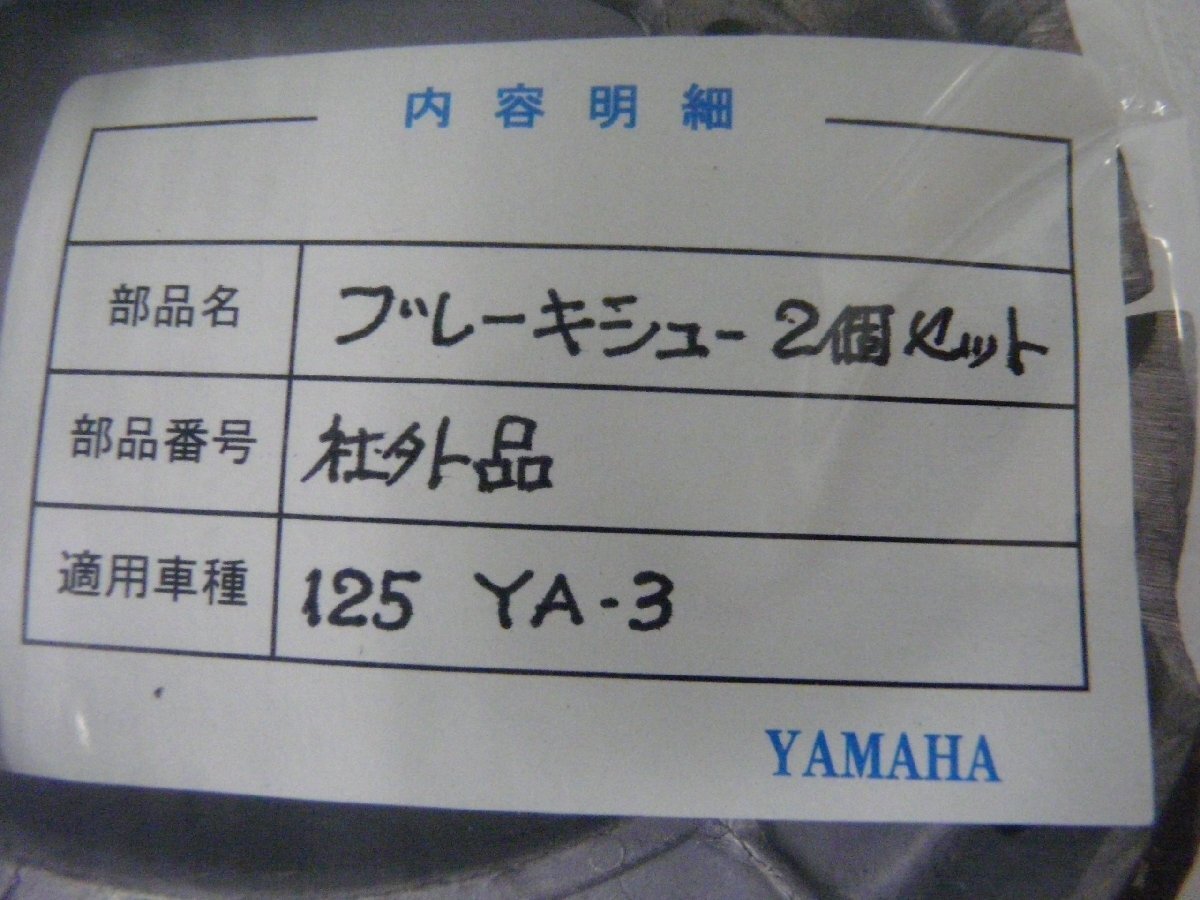 内容明細
部品名 ブレーキシュー 2個セット
部品番号 社外品
適用車種 125 YA-3
YAMAHA